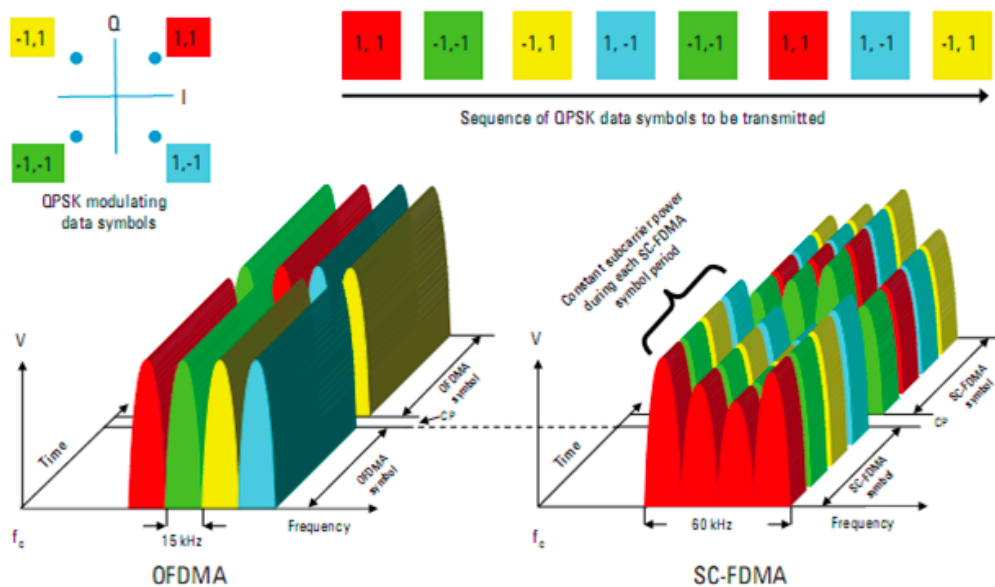 Q
-1,1
1,1
I
-1,-1
1,-1
QPSK modulating
data symbols
1, 1
-1,-1
-1, 1
1, -1
-1,-1
1, 1
1, -1
-1, 1
Sequence of QPSK data symbols to be transmitted
V
Time
OFDMA
symbol
CP
OFDMA
symbol
fc
15 kHz
Frequency
OFDMA
Constant subcarrier power
during each SC-FDMA
symbol period
V
Time
SC-FDMA
symbol
CP
SC-FDMA
symbol
fc
60 kHz
Frequency
SC-FDMA